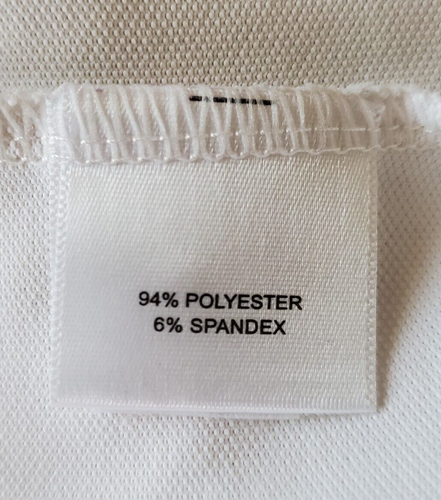 94% POLYESTER
6% SPANDEX